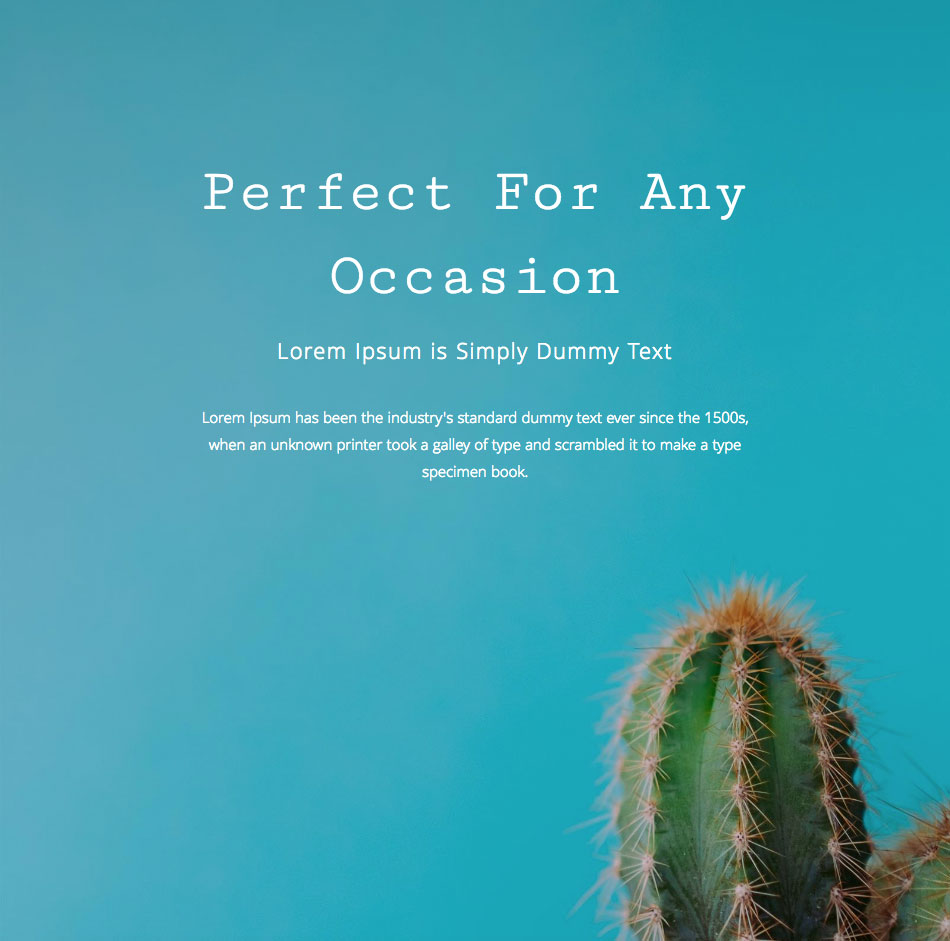 Perfect For Any
Occasion
Lorem Ipsum is Simply Dummy Text
Lorem Ipsum has been the industry's standard dummy text ever since the 1500s,
when an unknown printer took a galley of type and scrambled it to make a type
specimen book.